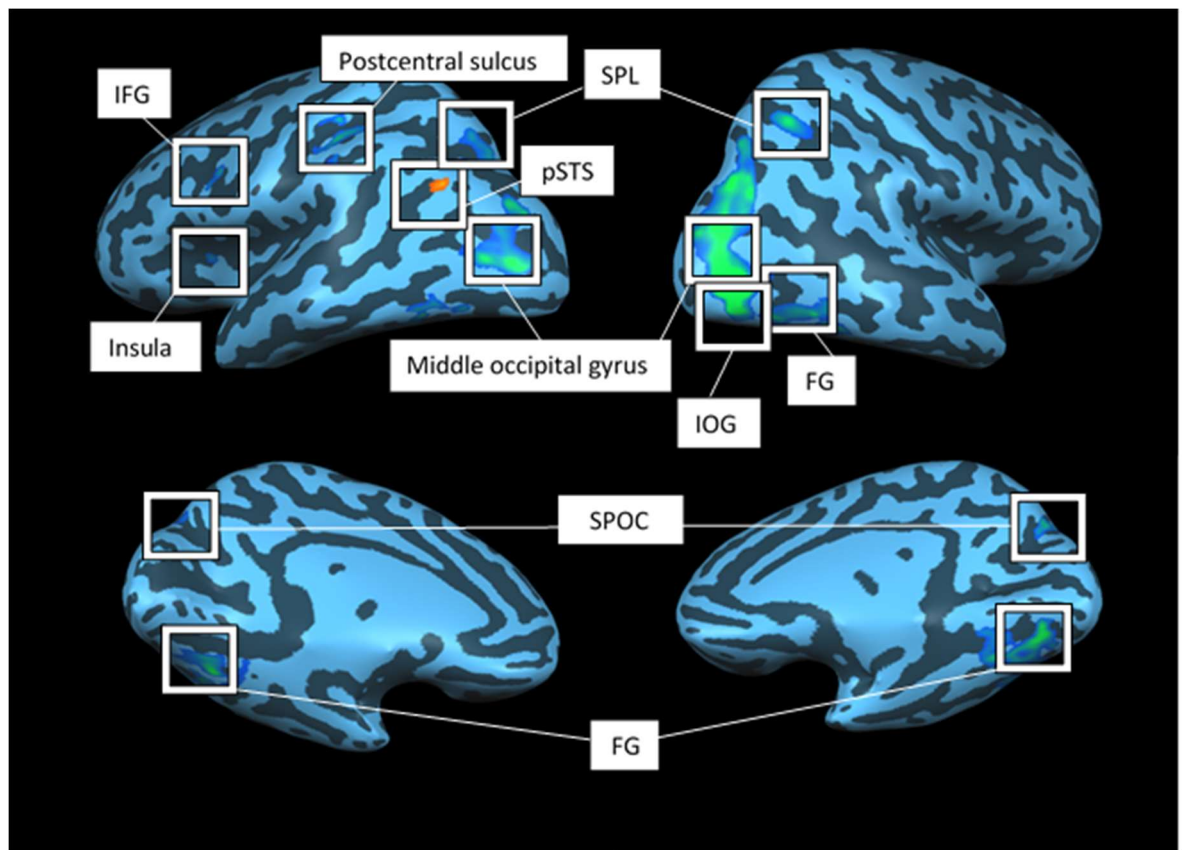 Postcentral sulcus
SPL
IFG
pSTS
Insula
Middle occipital gyrus
FG
IOG
SPOC
FG